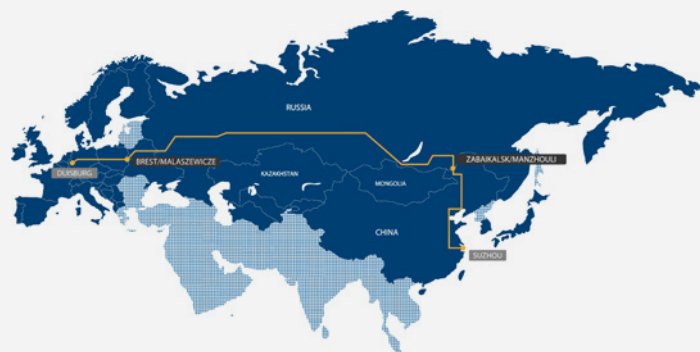 RUSSIA
ZABAIKALSK/MANZHOULI
BREST/MALASZEWICZE
DUISBURG
KAZAKHSTAN
MONGOLIA
CHINA
SUZHOU